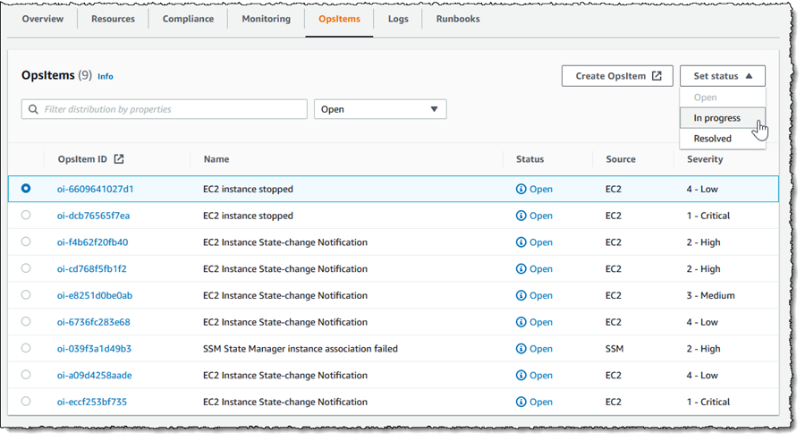 Overview Resources Compliance Monitoring OpsItems Logs Runbooks
OpsItems (9) Info
Create OpsItem
Set status
Filter distribution by properties
Open
Open
In progress
Resolved
OpsItem ID Name Status Source Severity
oi-6609641027d1 EC2 instance stopped Open EC2 4 - Low
oi-dcb76565f7ea EC2 instance stopped Open EC2 1 - Critical
oi-f4b62f20fb40 EC2 Instance State-change Notification Open EC2 2 - High
oi-cd768f5fb1f2 EC2 Instance State-change Notification Open EC2 2 - High
oi-e8251d0be0ab EC2 Instance State-change Notification Open EC2 3 - Medium
oi-6736fc283e68 EC2 Instance State-change Notification Open EC2 4 - Low
oi-039f3a1d49b3 SSM State Manager instance association failed Open SSM 2 - High
oi-a09d4258aade EC2 Instance State-change Notification Open EC2 4 - Low
oi-eccf253bf735 EC2 Instance State-change Notification Open EC2 1 - Critical